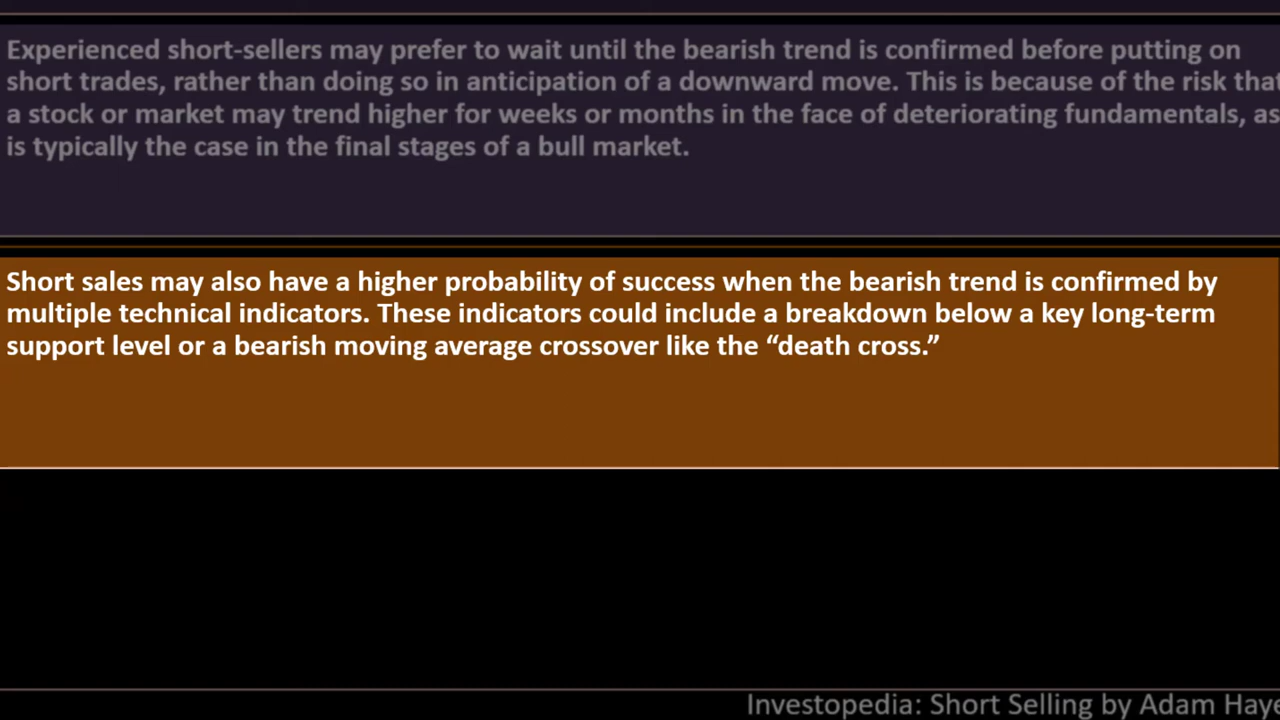 Experienced short-sellers may prefer to wait until the bearish trend is confirmed before putting on
short trades, rather than doing so in anticipation of a downward move. This is because of the risk that
a stock or market may trend higher for weeks or months in the face of deteriorating fundamentals, as
is typically the case in the final stages of a bull market.
Short sales may also have a higher probability of success when the bearish trend is confirmed by
multiple technical indicators. These indicators could include a breakdown below a key long-term
support level or a bearish moving average crossover like the “death cross.”
Investopedia: Short Selling by Adam Haye